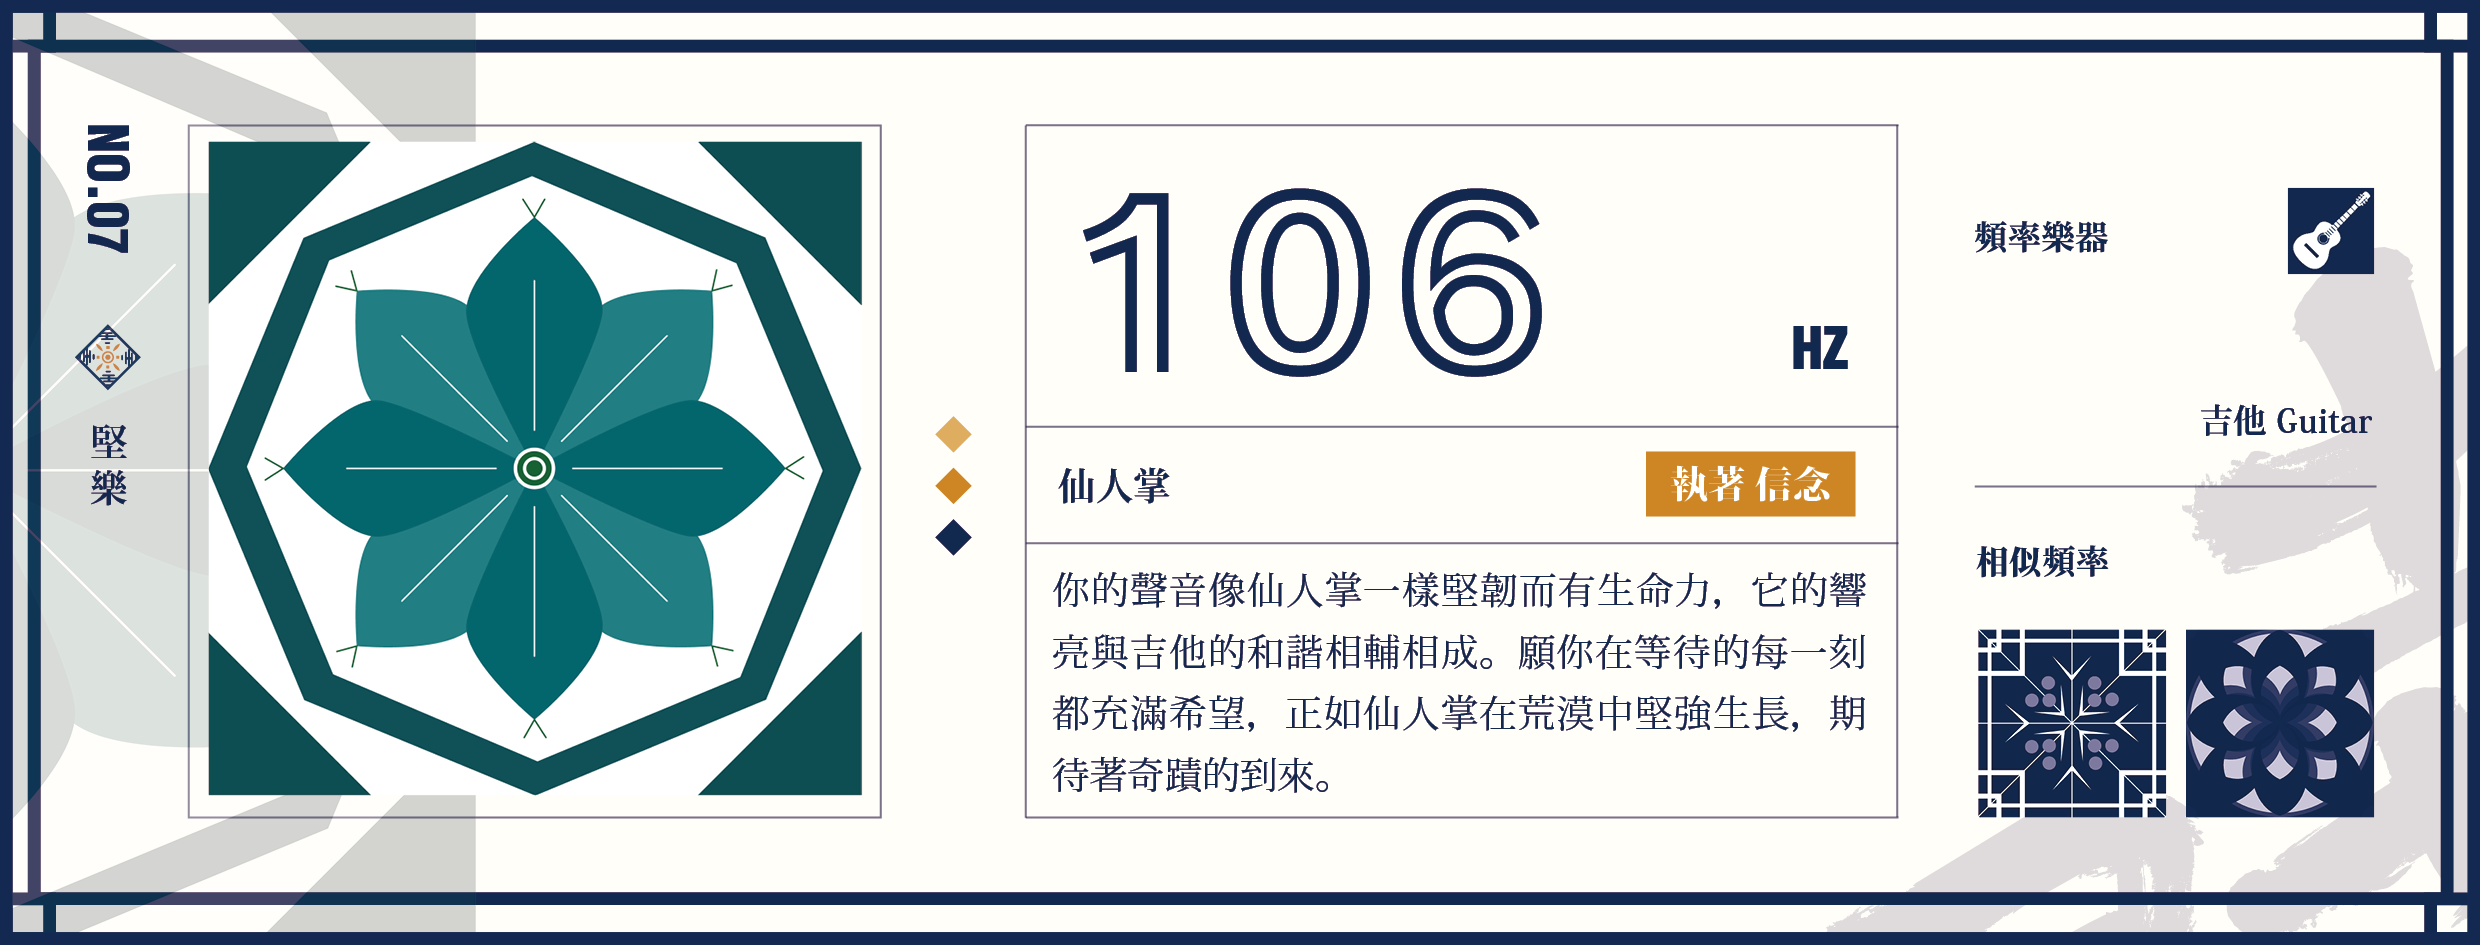 NO.07
堅樂
106
HZ
仙人掌
執著 信念
你的聲音像仙人掌一樣堅韌而有生命力，它的響
亮與吉他的和諧相輔相成。願你在等待的每一刻
都充滿希望，正如仙人掌在荒漠中堅強生長，期
待著奇蹟的到來。
頻率樂器
吉他 Guitar
相似頻率